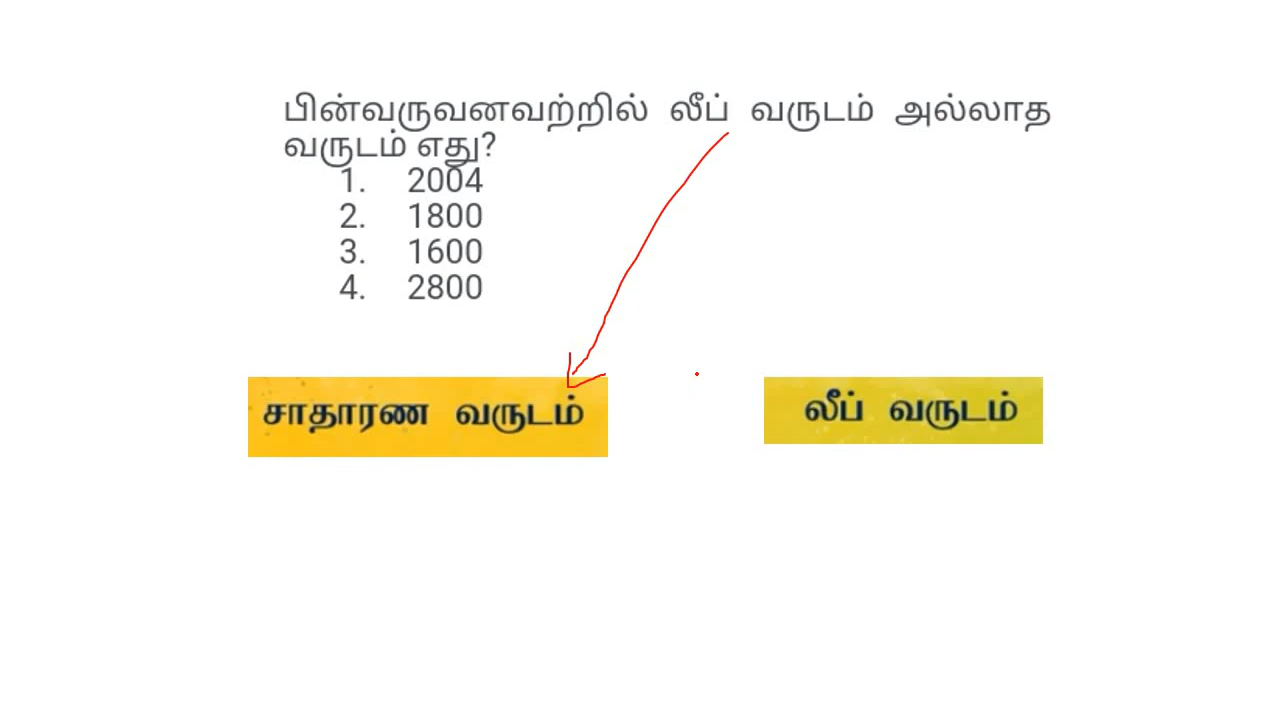 பின்வருவனவற்றில் லீப் வருடம் அல்லாத
வருடம் எது?
1. 2004
2. 1800
3. 1600
4. 2800
சாதாரண வருடம்
லீப் வருடம்